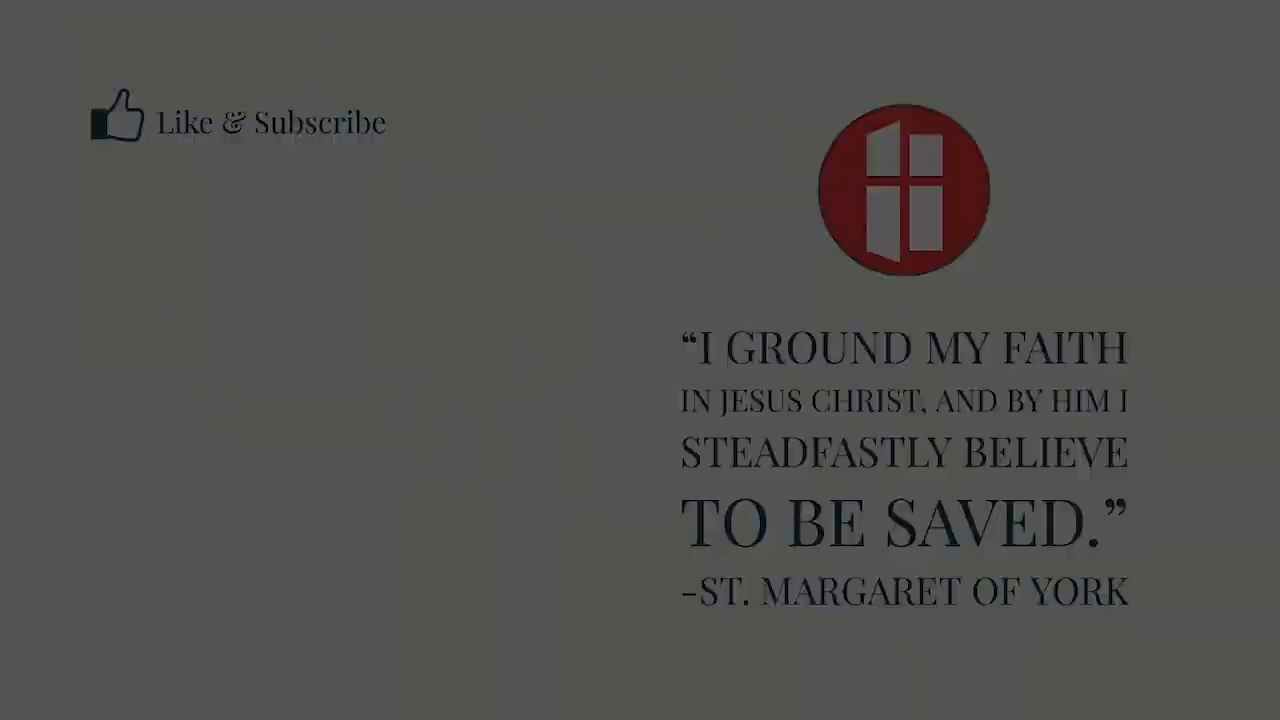 Like & Subscribe
“I GROUND MY FAITH
IN JESUS CHRIST, AND BY HIM I
STEADFASTLY BELIEVE
TO BE SAVED.”
-ST. MARGARET OF YORK